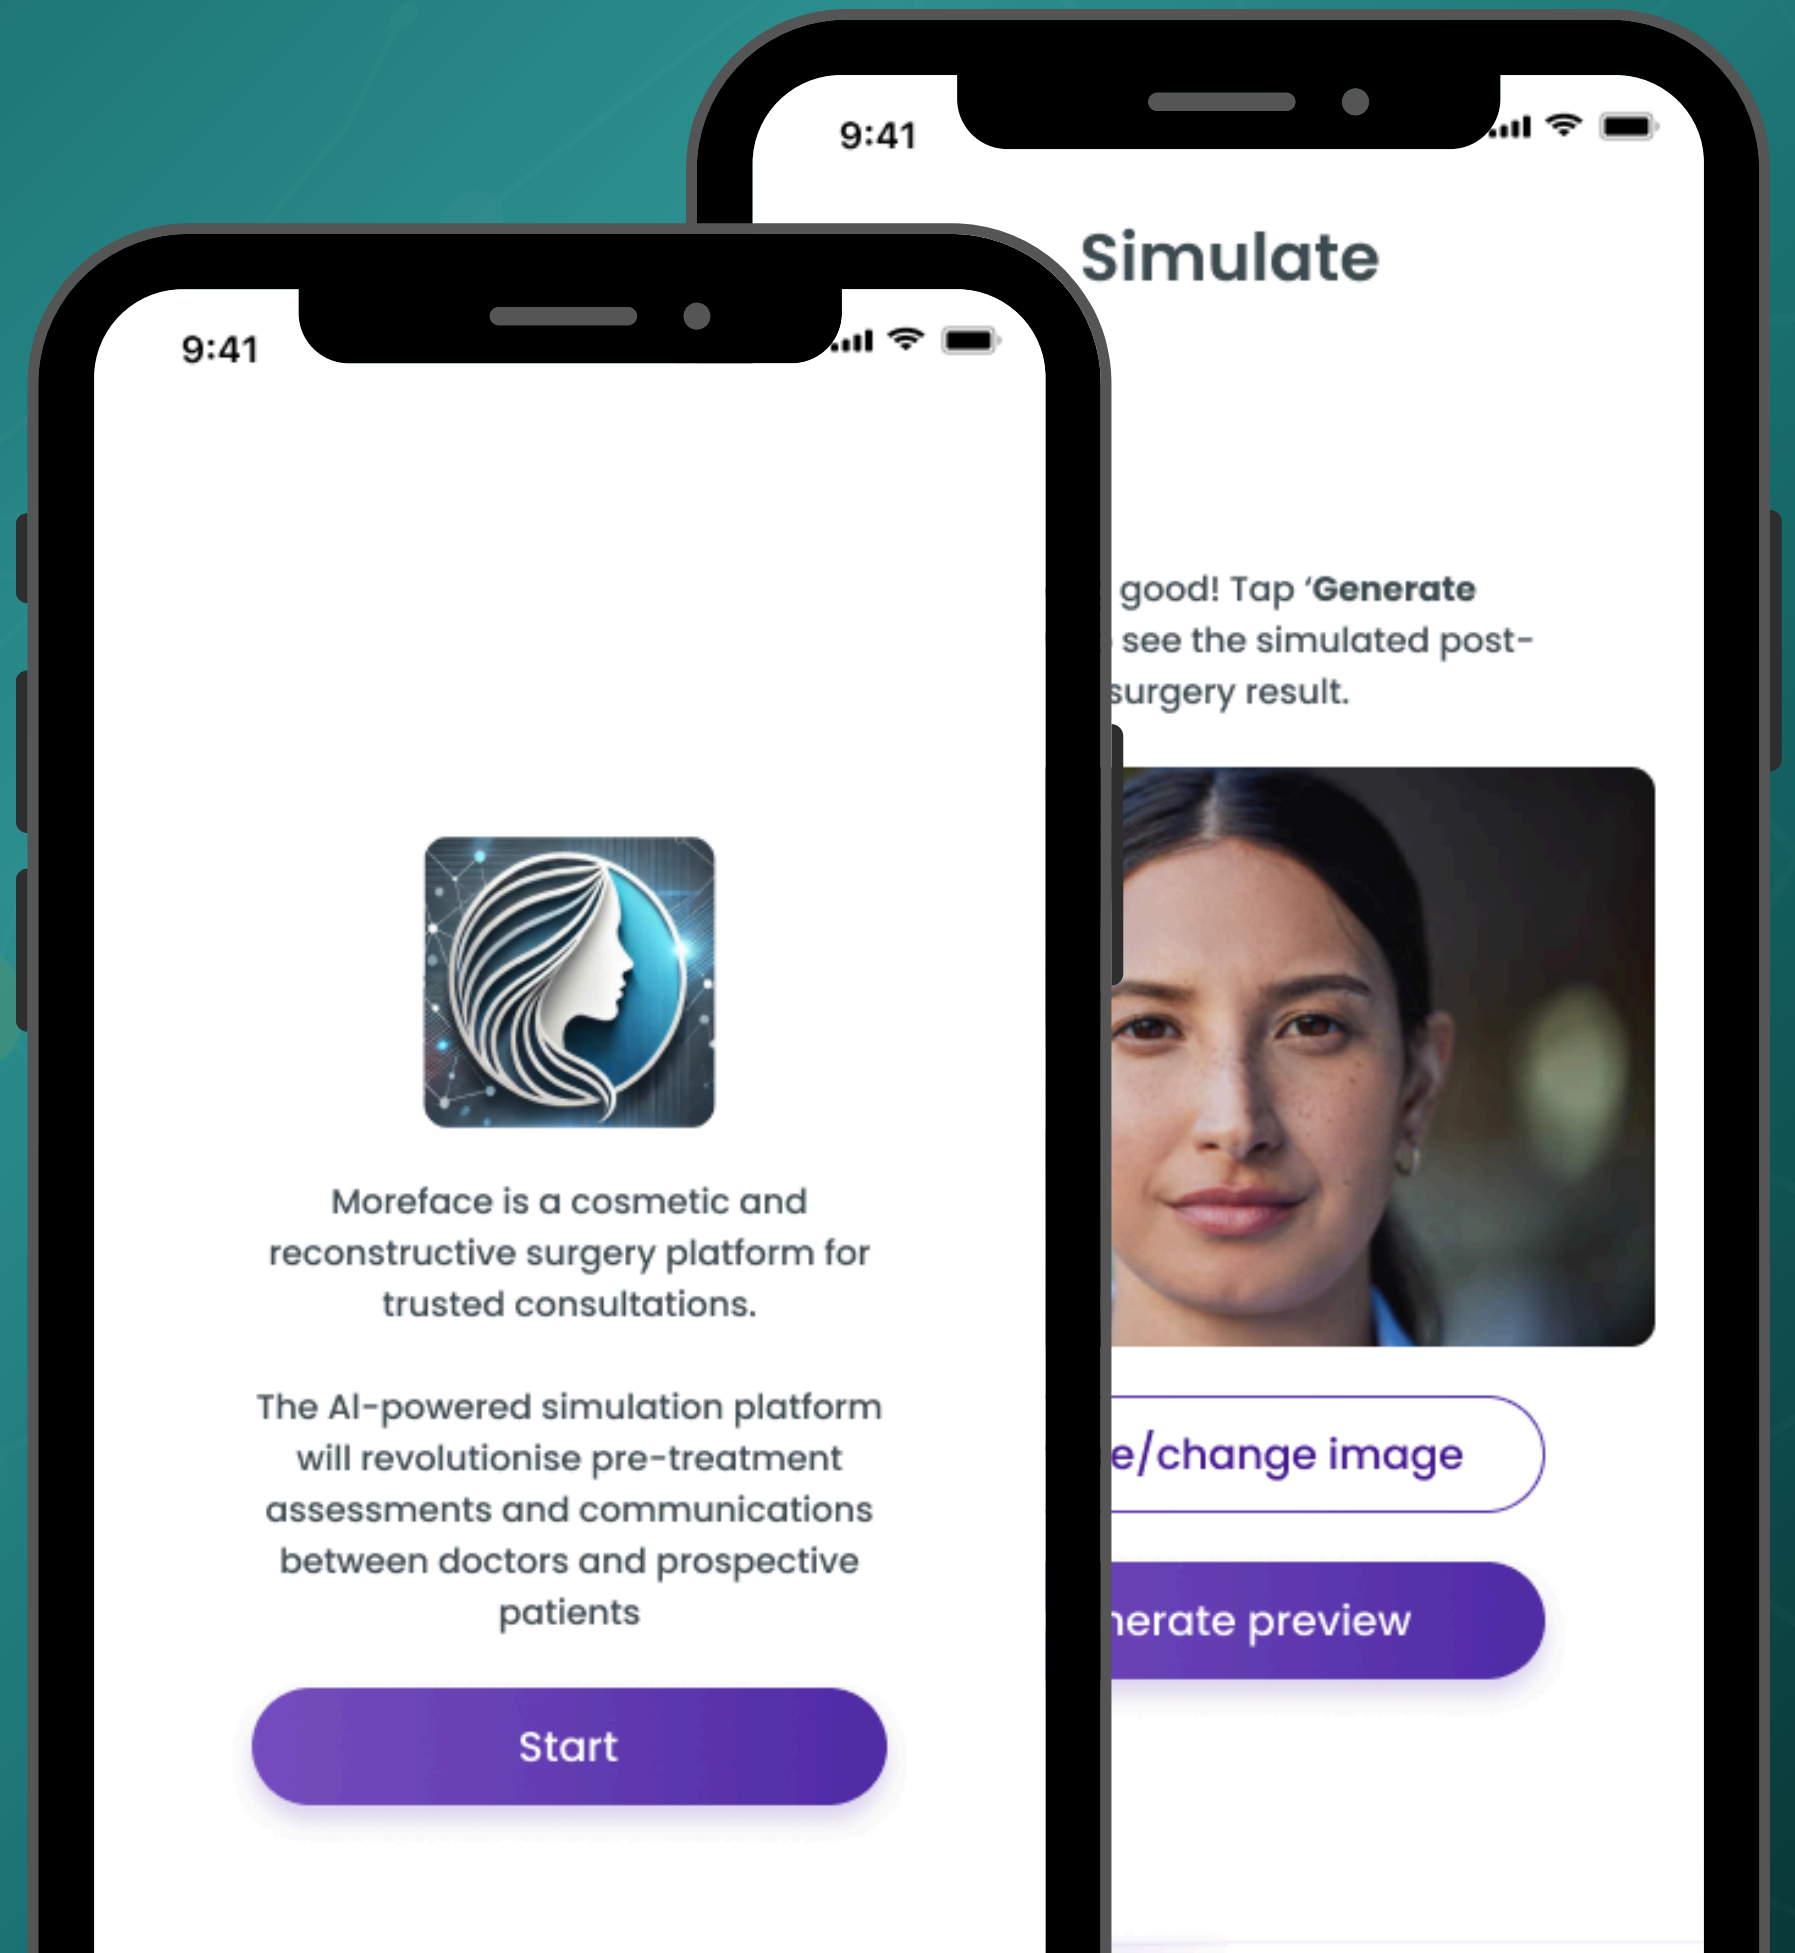 9:41
Simulate
good! Tap ‘Generate
see the simulated post-
surgery result.
change image
preview
9:41
Moreface is a cosmetic and
reconstructive surgery platform for
trusted consultations.
The AI-powered simulation platform
will revolutionise pre-treatment
assessments and communications
between doctors and prospective
patients
Start